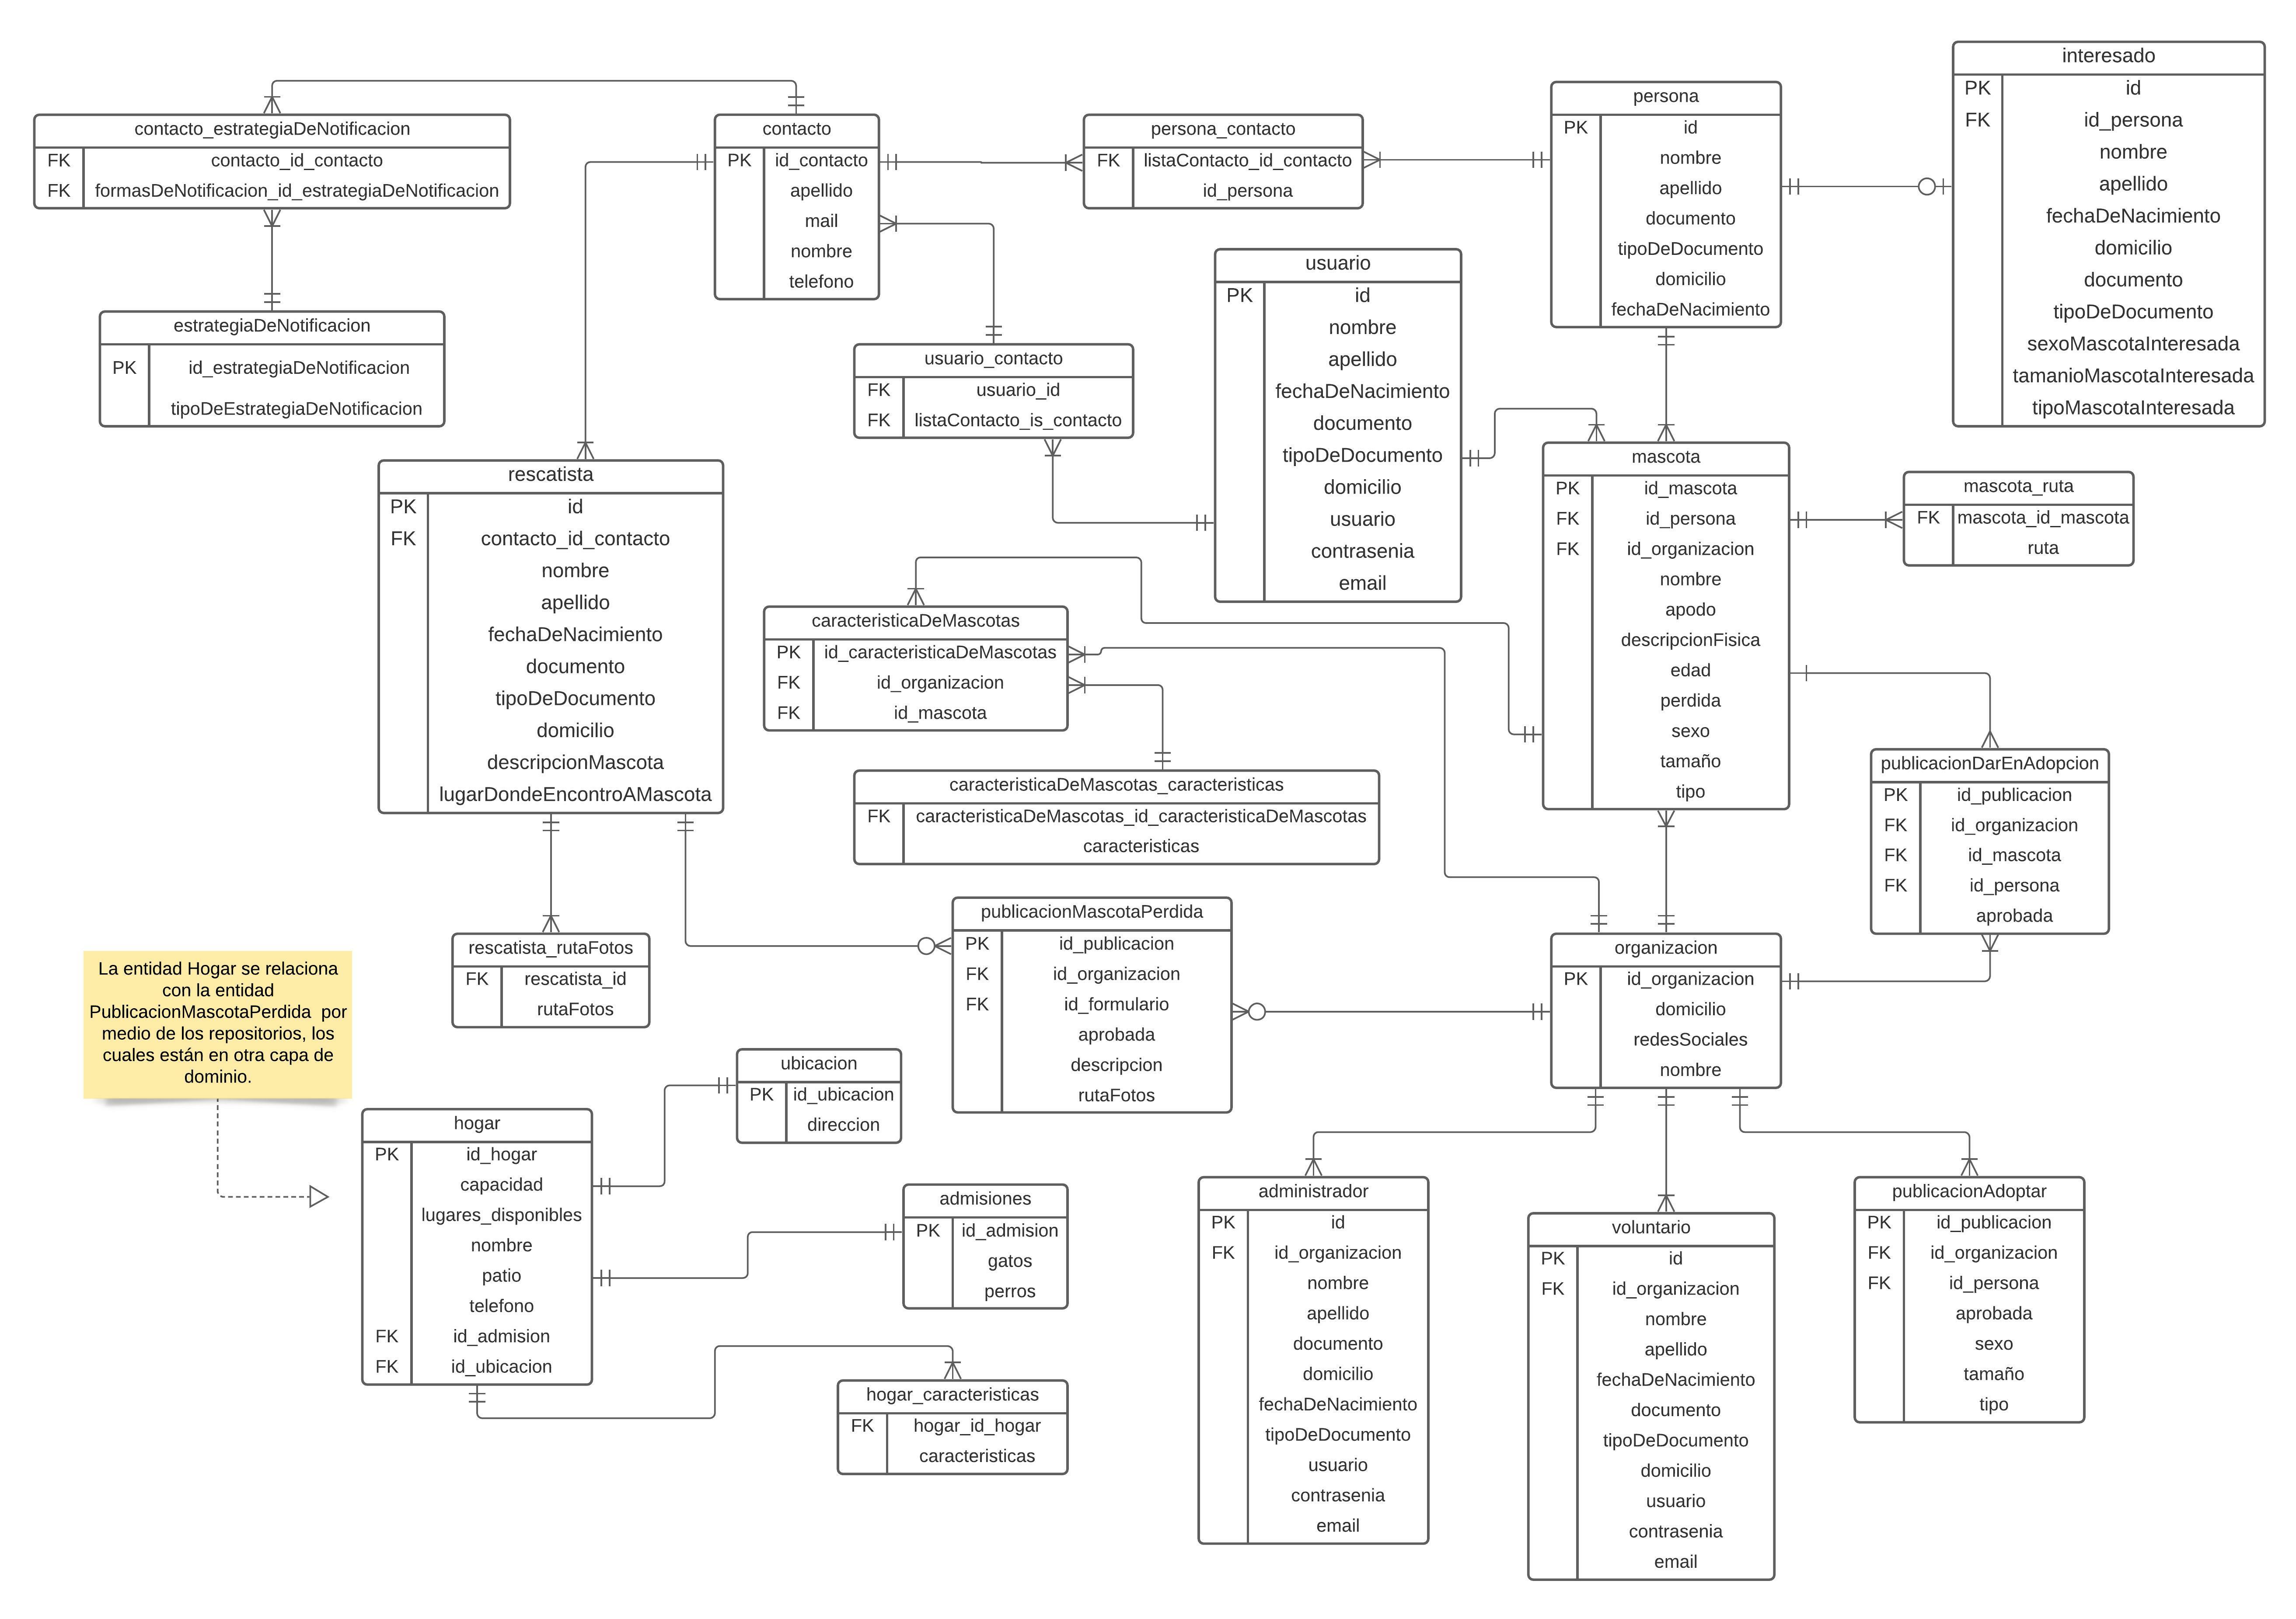 contacto_estrategiaDeNotificacion
FK contacto_id_contacto
FK formasDeNotificacion_id_estrategiaDeNotificacion
estrategiaDeNotificacion
PK id_estrategiaDeNotificacion
tipoDeEstrategiaDeNotificacion
contacto
PK id_contacto
apellido
mail
nombre
telefono
persona_contacto
FK listaContacto_id_contacto
id_persona
persona
PK id
nombre
apellido
documento
tipoDeDocumento
domicilio
fechaDeNacimiento
interesado
PK id
FK id_persona
nombre
apellido
fechaDeNacimiento
domicilio
documento
tipoDeDocumento
sexoMascotaInteresada
tamanioMascotaInteresada
tipoMascotaInteresada
usuario
PK id
nombre
apellido
fechaDeNacimiento
documento
tipoDeDocumento
domicilio
usuario
contrasenia
email
usuario_contacto
FK usuario_id
FK listaContacto_is_contacto
rescatista
PK id
FK contacto_id_contacto
nombre
apellido
fechaDeNacimiento
documento
tipoDeDocumento
domicilio
descripcionMascota
lugarDondeEncontroAMascota
mascota
PK id_mascota
FK id_persona
FK id_organizacion
nombre
apodo
descripcionFisica
edad
perdida
sexo
tamaño
tipo
mascota_ruta
FK mascota_id_mascota
ruta
caracteristicaDeMascotas
PK id_caracteristicaDeMascotas
FK id_organizacion
FK id_mascota
caracteristicaDeMascotas_caracteristicas
FK caracteristicaDeMascotas_id_caracteristicaDeMascotas
caracteristicas
publicacionDarEnAdopcion
PK id_publicacion
FK id_organizacion
FK id_mascota
FK id_persona
aprobada
rescatista_rutaFotos
FK rescatista_id
rutaFotos
publicacionMascotaPerdida
PK id_publicacion
FK id_organizacion
FK id_formulario
aprobada
descripcion
rutaFotos
organizacion
PK id_organizacion
domicilio
redesSociales
nombre
La entidad Hogar se relaciona
con la entidad
PublicacionMascotaPerdida por
medio de los repositorios, los
cuales están en otra capa de
dominio.
hogar
PK id_hogar
capacidad
lugares_disponibles
nombre
patio
telefono
FK id_admision
FK id_ubicacion
ubicacion
PK id_ubicacion
direccion
admisiones
PK id_admision
gatos
perros
hogar_caracteristicas
FK hogar_id_hogar
caracteristicas
administrador
PK id
FK id_organizacion
nombre
apellido
documento
domicilio
fechaDeNacimiento
tipoDeDocumento
usuario
contrasenia
email
voluntario
PK id
FK id_organizacion
nombre
apellido
fechaDeNacimiento
documento
tipoDeDocumento
domicilio
usuario
contrasenia
email
publicacionAdoptar
PK id_publicacion
FK id_organizacion
FK id_persona
aprobada
sexo
tamaño
tipo